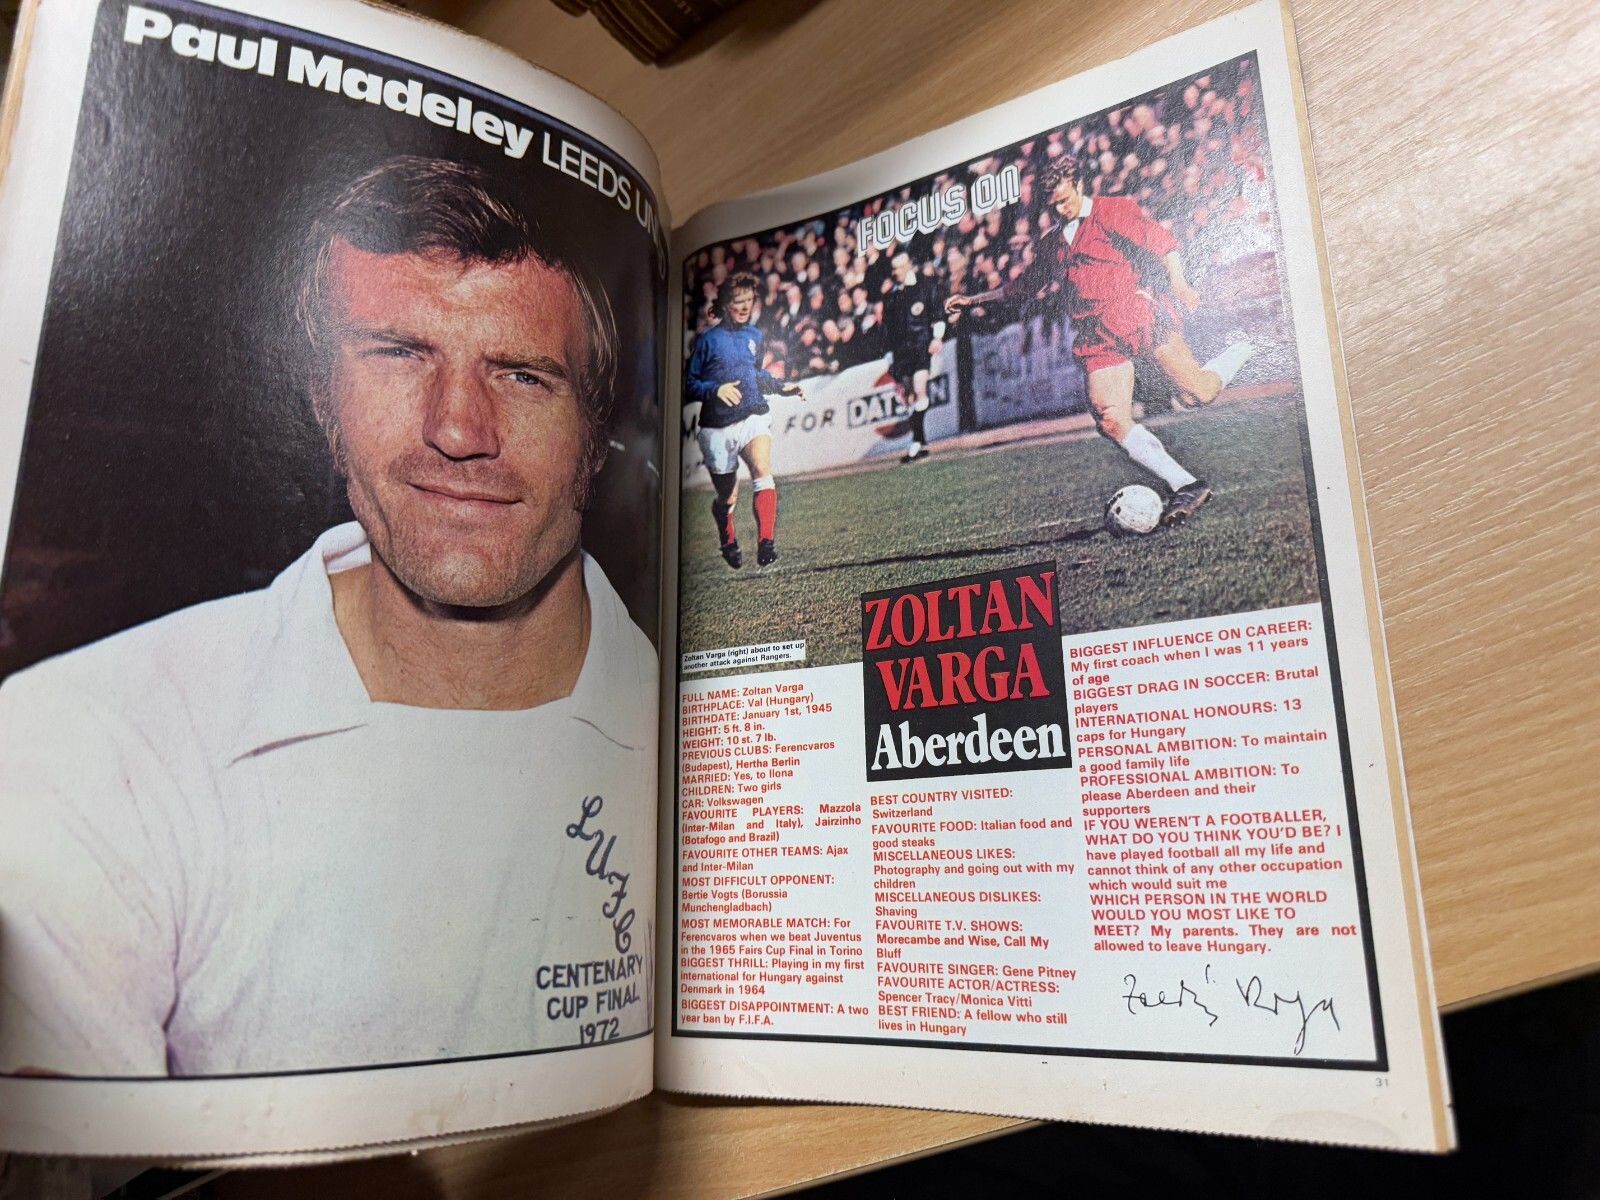 Paul Madeley LEEDS UN
LUFC
CENTENARY
CUP FINAL
1972
FOCUS ON
FOR DATSUN
Zoltan Varga (right) about to set up
another attack against Rangers.
ZOLTAN
VARGA
Aberdeen
FULL NAME: Zoltan Varga
BIRTHPLACE: Val (Hungary)
BIRTHDATE: January 1st, 1945
HEIGHT: 5 ft. 8 in.
WEIGHT: 10 st. 7 lb.
PREVIOUS CLUBS: Ferencvaros
(Budapest), Hertha Berlin
MARRIED: Yes, to Ilona
CHILDREN: Two girls
CAR: Volkswagen
FAVOURITE PLAYERS: Mazzola
(Inter-Milan and Italy), Jairzinho
(Botafogo and Brazil)
FAVOURITE OTHER TEAMS: Ajax
and Inter-Milan
MOST DIFFICULT OPPONENT:
Bertie Vogts (Borussia
Munchengladbach)
MOST MEMORABLE MATCH: For
Ferencvaros when we beat Juventus
in the 1965 Fairs Cup Final in Torino
BIGGEST THRILL: Playing in my first
international for Hungary against
Denmark in 1964
BIGGEST DISAPPOINTMENT: A two
year ban by F.I.F.A.
BEST COUNTRY VISITED:
Switzerland
FAVOURITE FOOD: Italian food and
good steaks
MISCELLANEOUS LIKES:
Photography and going out with my
children
MISCELLANEOUS DISLIKES:
Shaving
FAVOURITE T.V. SHOWS:
Morecambe and Wise, Call My
Bluff
FAVOURITE SINGER: Gene Pitney
FAVOURITE ACTOR/ACTRESS:
Spencer Tracy/Monica Vitti
BEST FRIEND: A fellow who still
lives in Hungary
BIGGEST INFLUENCE ON CAREER:
My first coach when I was 11 years
of age
BIGGEST DRAG IN SOCCER: Brutal
players
INTERNATIONAL HONOURS: 13
caps for Hungary
PERSONAL AMBITION: To maintain
a good family life
PROFESSIONAL AMBITION: To
please Aberdeen and their
supporters
IF YOU WEREN'T A FOOTBALLER,
WHAT DO YOU THINK YOU'D BE? I
have played football all my life and
cannot think of any other occupation
which would suit me
WHICH PERSON IN THE WORLD
WOULD YOU MOST LIKE TO
MEET? My parents. They are not
allowed to leave Hungary.
31